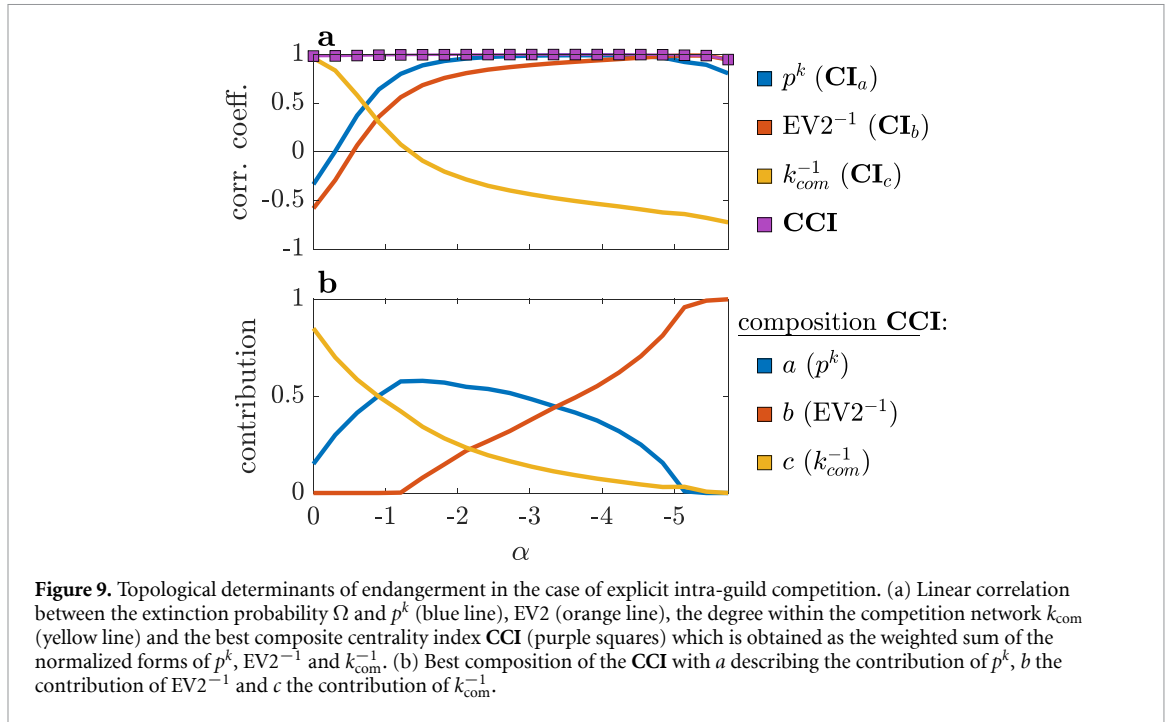 a
1
0.5
0
-0.5
-1
corr. coeff.
p^k (CI_a)
EV2^{-1} (CI_b)
k_{com}^{-1} (CI_c)
CCI
b
1
0.5
0
contribution
0 -1 -2 -3 -4 -5
α
composition CCI:
a (p^k)
b (EV2^{-1})
c (k_{com}^{-1})
Figure 9. Topological determinants of endangerment in the case of explicit intra-guild competition. (a) Linear correlation
between the extinction probability Ω and p^k (blue line), EV2 (orange line), the degree within the competition network k_{com}
(yellow line) and the best composite centrality index CCI (purple squares) which is obtained as the weighted sum of the
normalized forms of p^k, EV2^{-1} and k_{com}^{-1}. (b) Best composition of the CCI with a describing the contribution of p^k, b the
contribution of EV2^{-1} and c the contribution of k_{com}^{-1}.